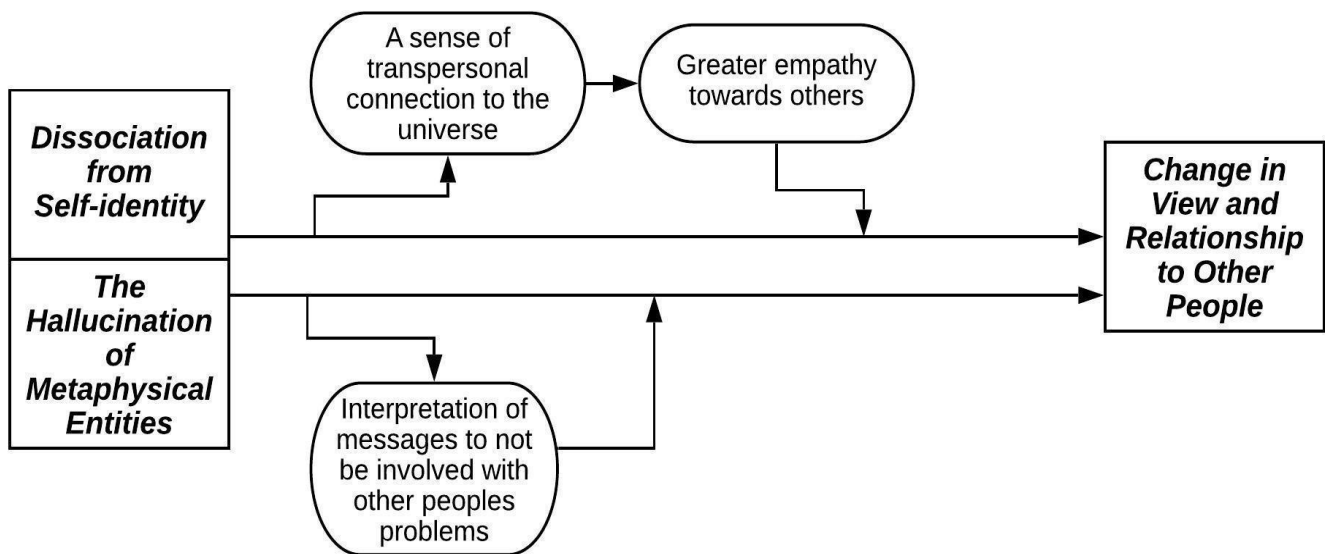 A sense of
transpersonal
connection to the
universe
Greater empathy
towards others
Dissociation
from
Self-identity
The
Hallucination
of
Metaphysical
Entities
Change in
View and
Relationship
to Other
People
Interpretation of
messages to not
be involved with
other peoples
problems